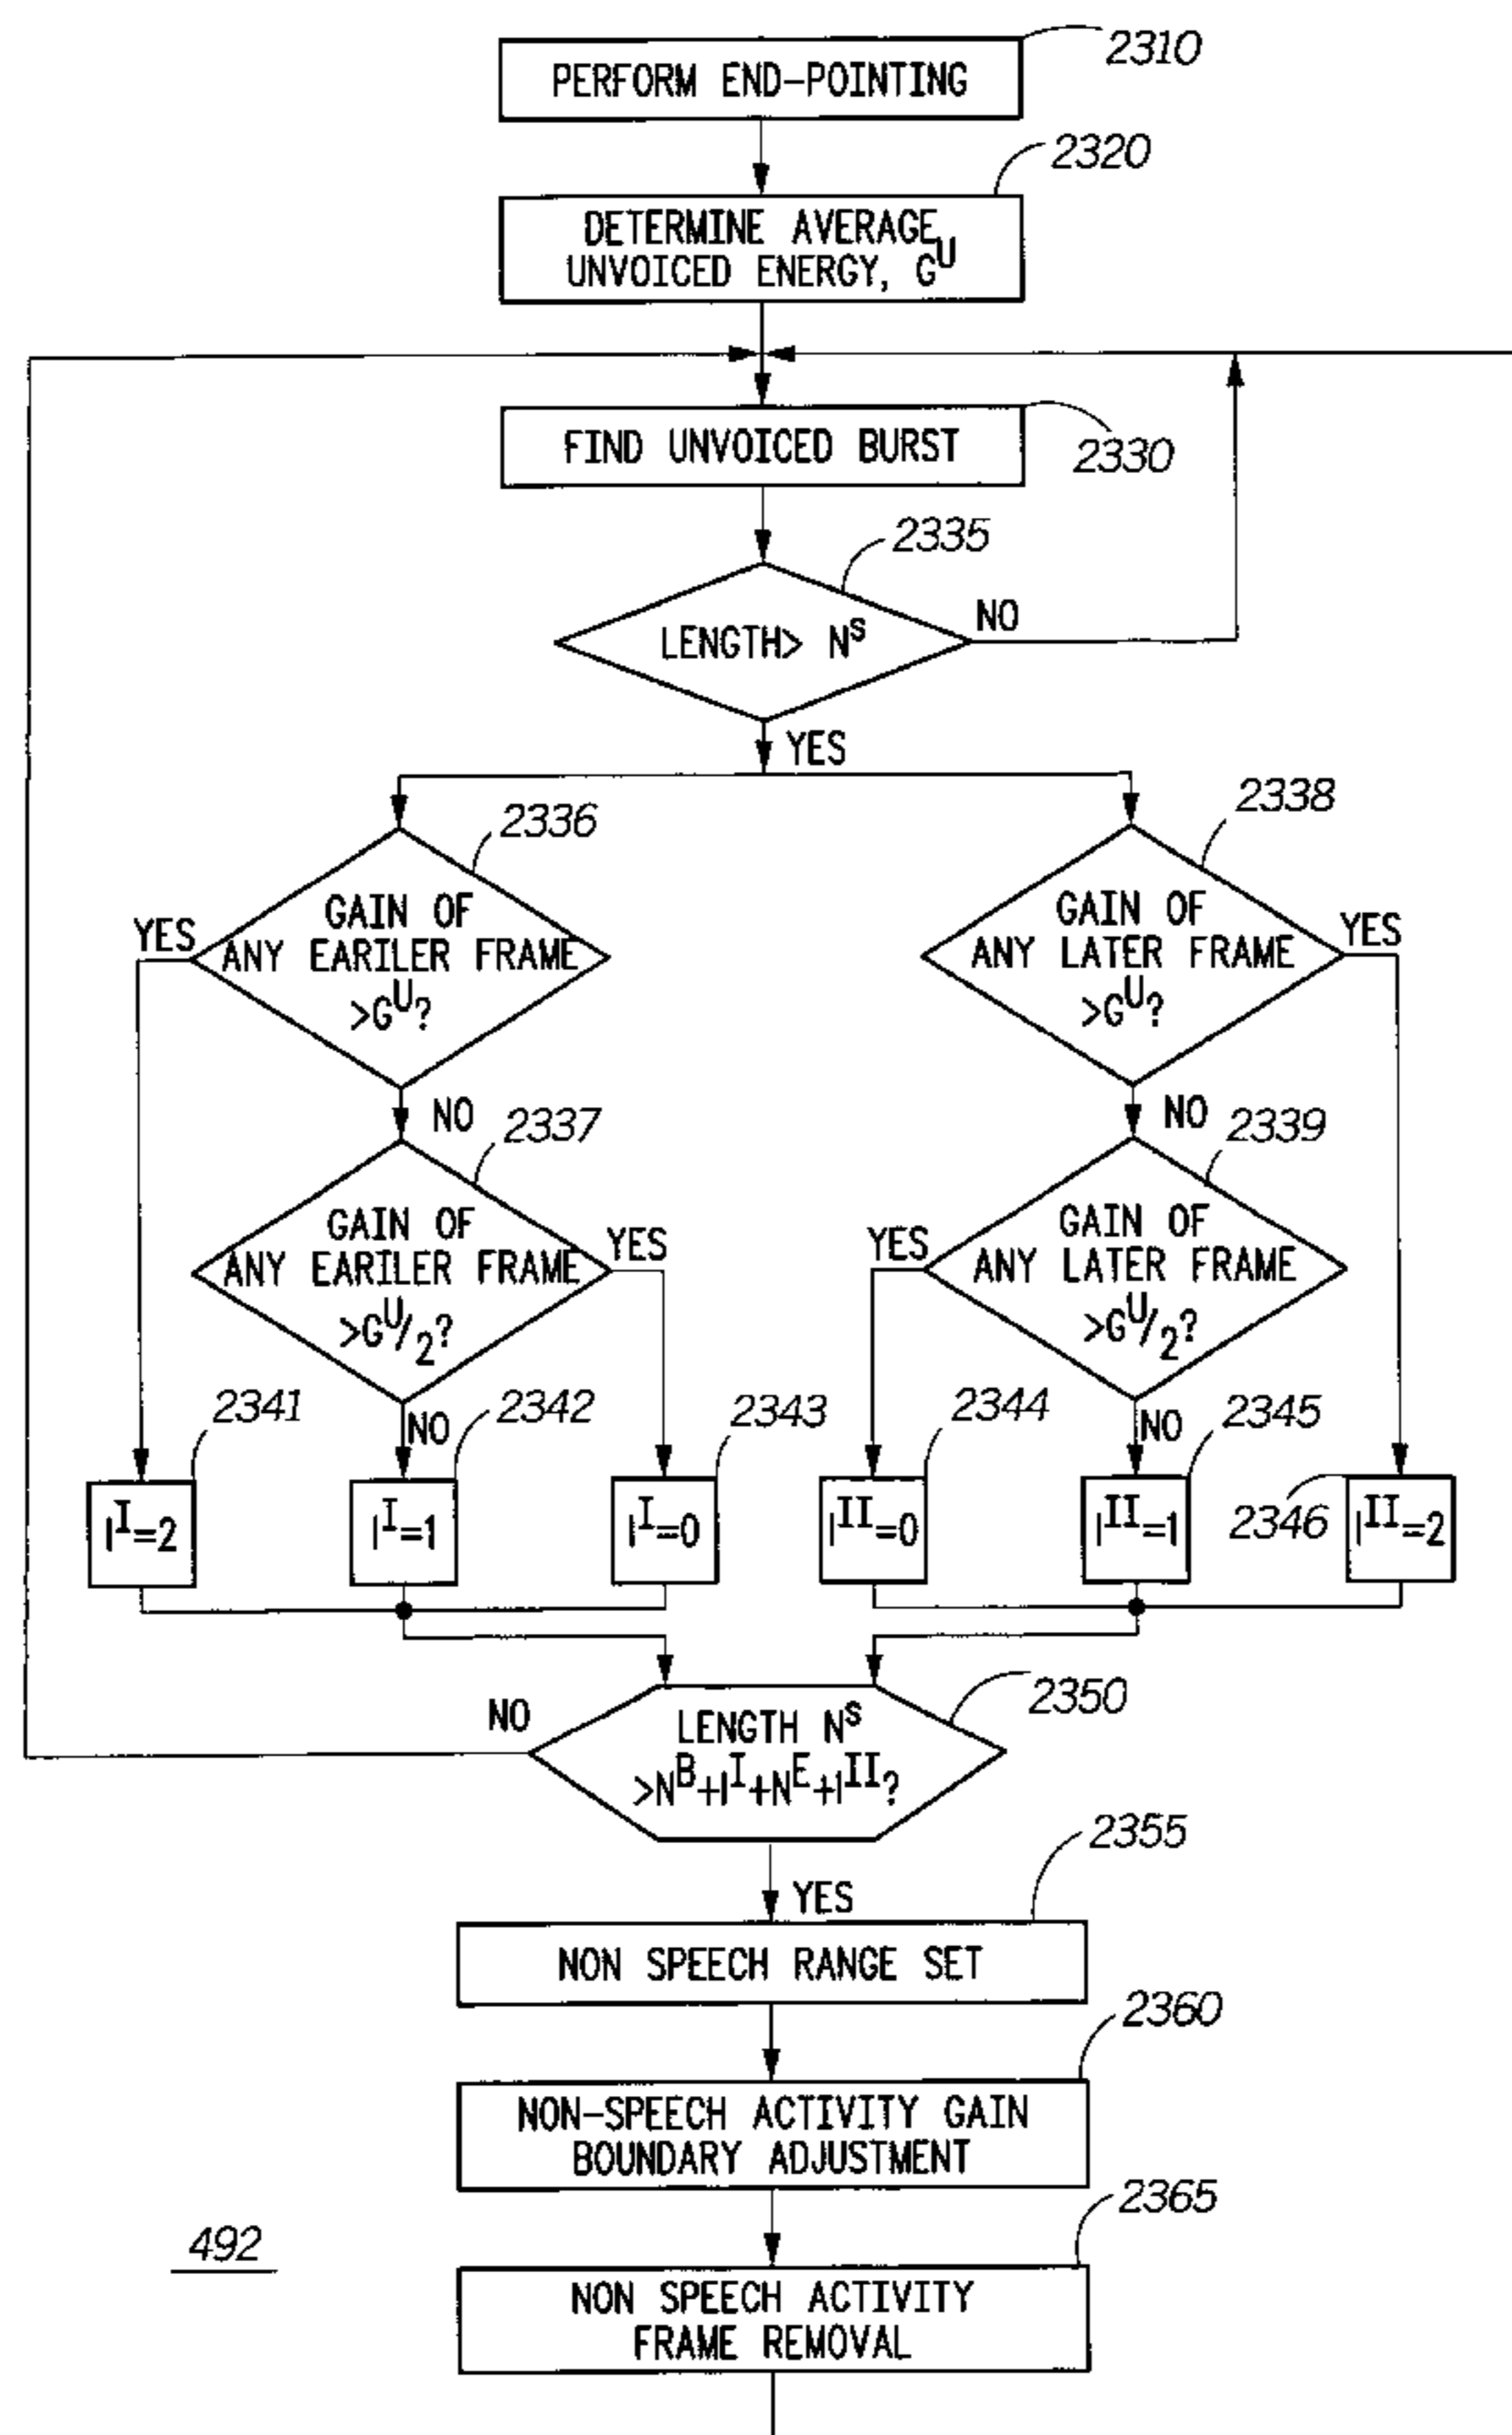 2310
PERFORM END-POINTING
2320
DETERMINE AVERAGE
UNVOICED ENERGY, G^U
FIND UNVOICED BURST
2330
2335
LENGTH> N^S
NO
YES
2336
2338
GAIN OF
ANY EARILER FRAME
>G^U?
YES
GAIN OF
ANY LATER FRAME
>G^U?
YES
NO
2337
NO
2339
GAIN OF
ANY EARILER FRAME
>G^U/2?
YES
GAIN OF
ANY LATER FRAME
>G^U/2?
YES
2341
NO
2342
2343
2344
NO
2345
2346
I^I=2
I^I=1
I^I=0
I^II=0
I^II=1
I^II=2
NO
2350
LENGTH N^S
>N^B+I^I+N^E+I^II?
YES
2355
NON SPEECH RANGE SET
2360
NON-SPEECH ACTIVITY GAIN
BOUNDARY ADJUSTMENT
2365
492
NON SPEECH ACTIVITY
FRAME REMOVAL